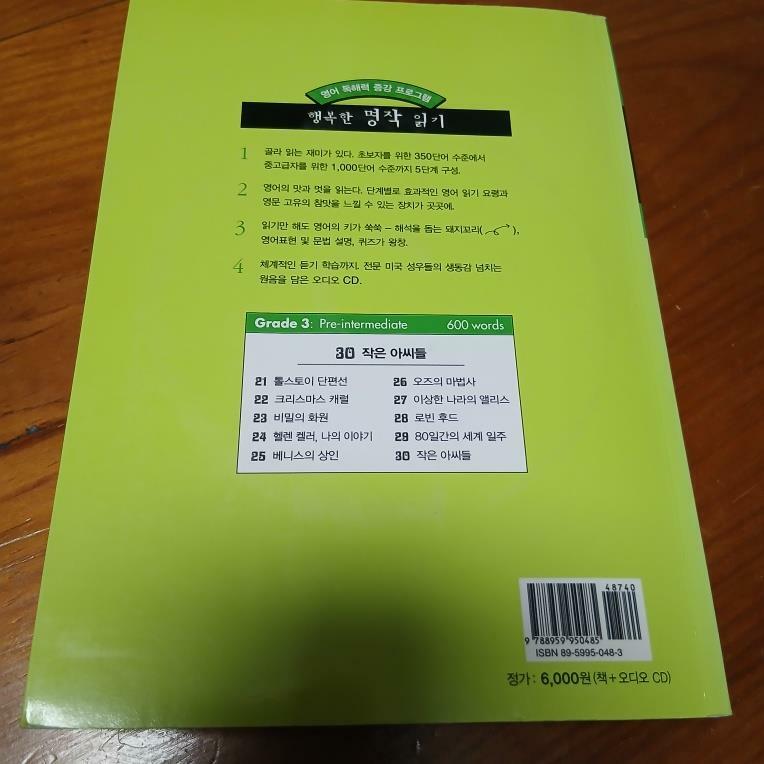 영어 독해력 증강 프로그램
행복한 명작 읽기
1 골라 읽는 재미가 있다. 초보자를 위한 350단어 수준에서
중고급자를 위한 1,000단어 수준까지 5단계 구성.
2 영어의 맛과 멋을 읽는다. 단계별로 효과적인 영어 읽기 요령과
영문 고유의 참맛을 느낄 수 있는 장치가 곳곳에.
3 읽기만 해도 영어의 키가 쑥쑥 – 해석을 돕는 돼지꼬리( ),
영어표현 및 문법 설명, 퀴즈가 왕창.
4 체계적인 듣기 학습까지. 전문 미국 성우들의 생동감 넘치는
원음을 담은 오디오 CD.
Grade 3: Pre-intermediate 600 words
30 작은 아씨들
21 톨스토이 단편선 26 오즈의 마법사
22 크리스마스 캐럴 27 이상한 나라의 앨리스
23 비밀의 화원 28 로빈 후드
24 헬렌 켈러, 나의 이야기 29 80일간의 세계 일주
25 베니스의 상인 30 작은 아씨들
48740
9 788959 950485
ISBN 89-5995-048-3
정가 : 6,000원 (책+오디오 CD)